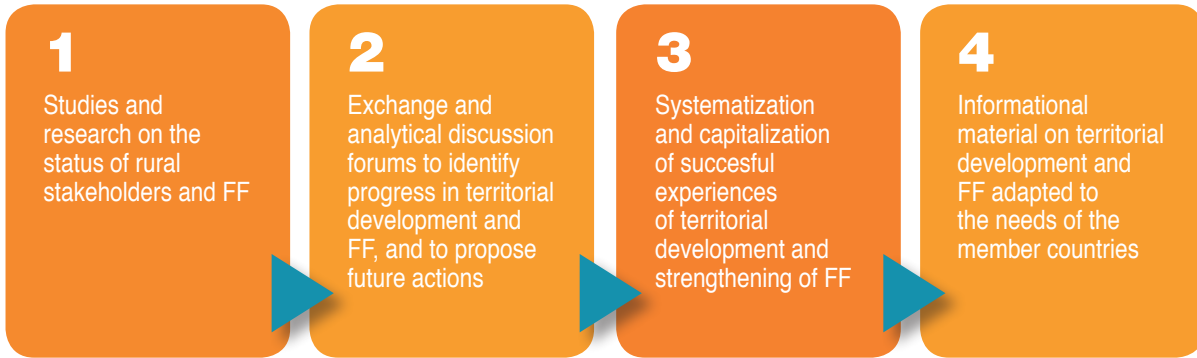 1
Studies and
research on the
status of rural
stakeholders and FF
2
Exchange and
analytical discussion
forums to identify
progress in territorial
development and
FF, and to propose
future actions
3
Systematization
and capitalization
of succesful
experiences
of territorial
development and
strengthening of FF
4
Informational
material on territorial
development and
FF adapted to
the needs of the
member countries